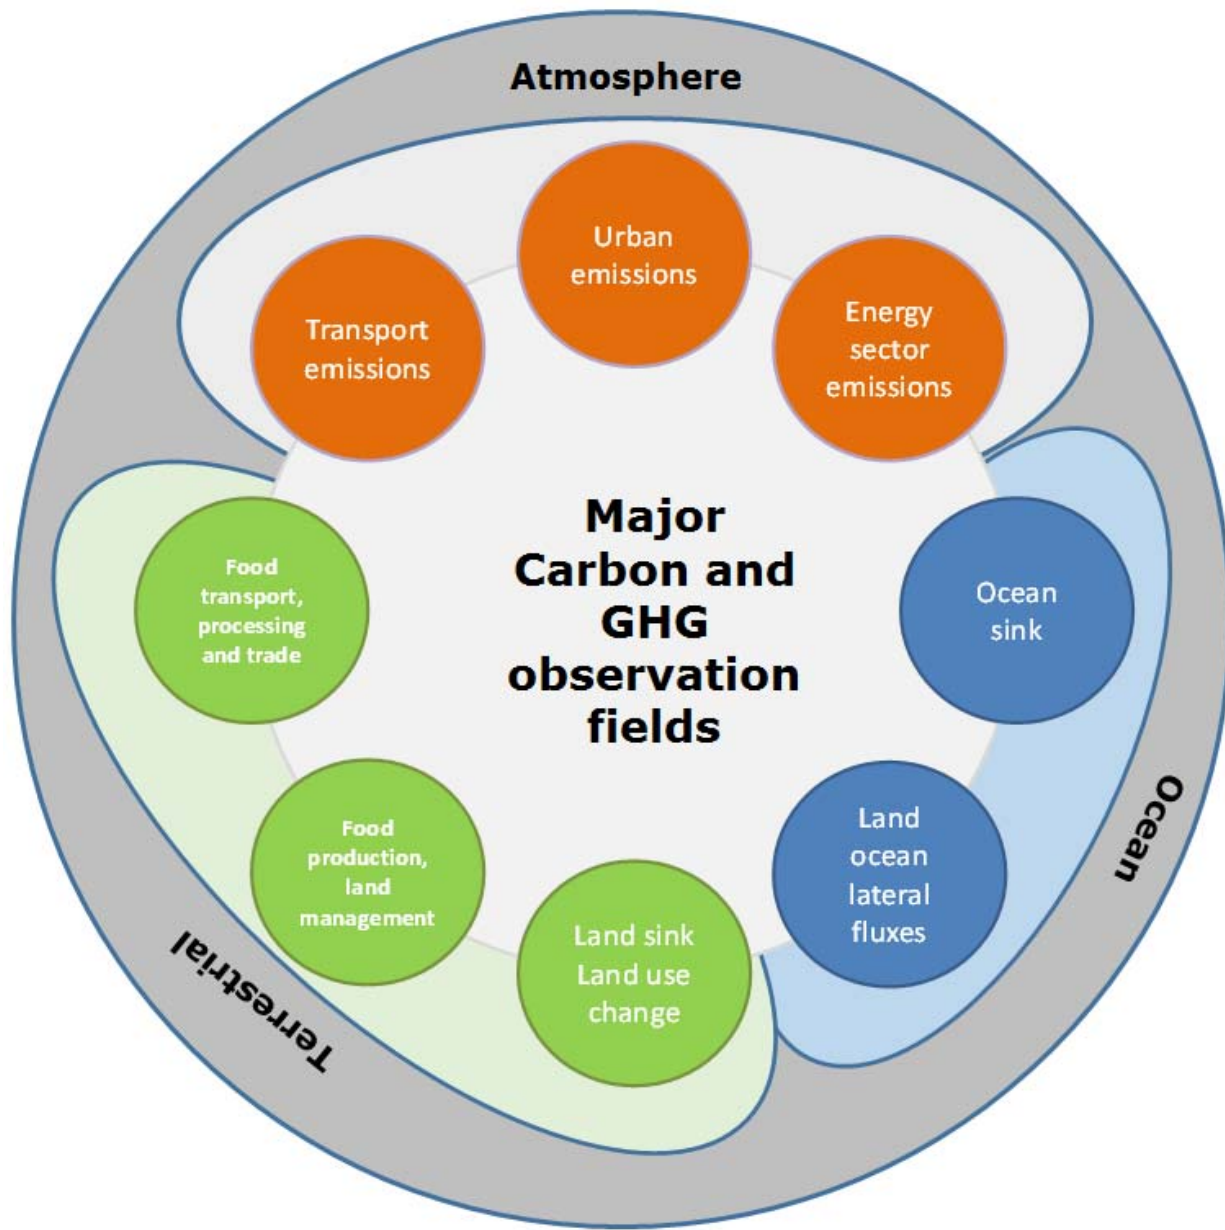 Atmosphere
Urban
emissions
Transport
emissions
Energy
sector
emissions
Major
Carbon and
GHG
observation
fields
Food
transport,
processing
and trade
Ocean
sink
Food
production,
land
management
Land
ocean
lateral
fluxes
Land sink
Land use
change
Terrestrial
Ocean